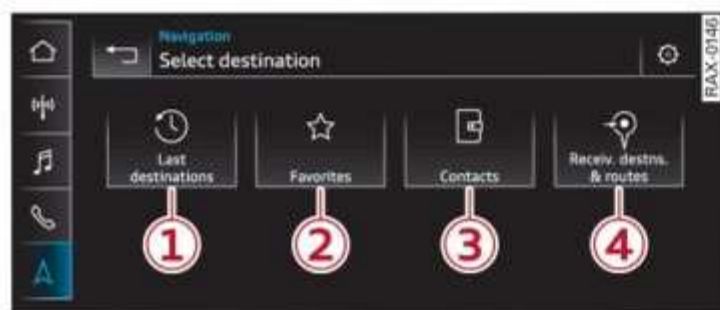 Navigation
Select destination
RAX-0146
Last
destinations
Favorites
Contacts
Receiv. destns.
& routes
1
2
3
4